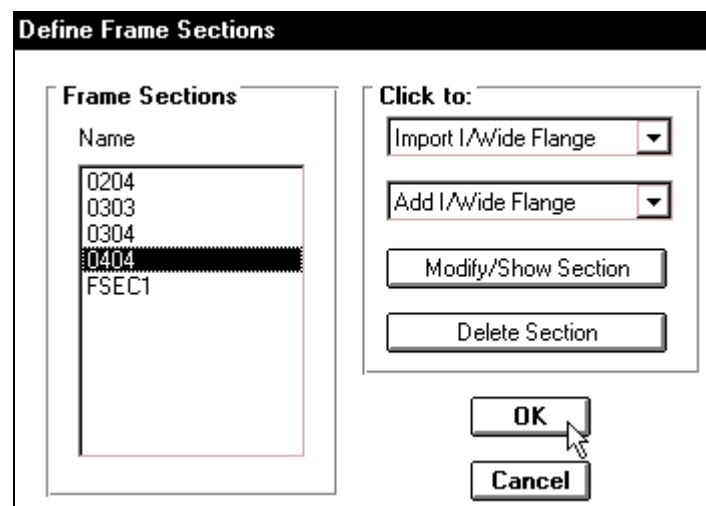 Define Frame Sections
Frame Sections
Name
0204
0303
0304
0404
FSEC1
Click to:
Import I/Wide Flange
Add I/Wide Flange
Modify/Show Section
Delete Section
OK
Cancel